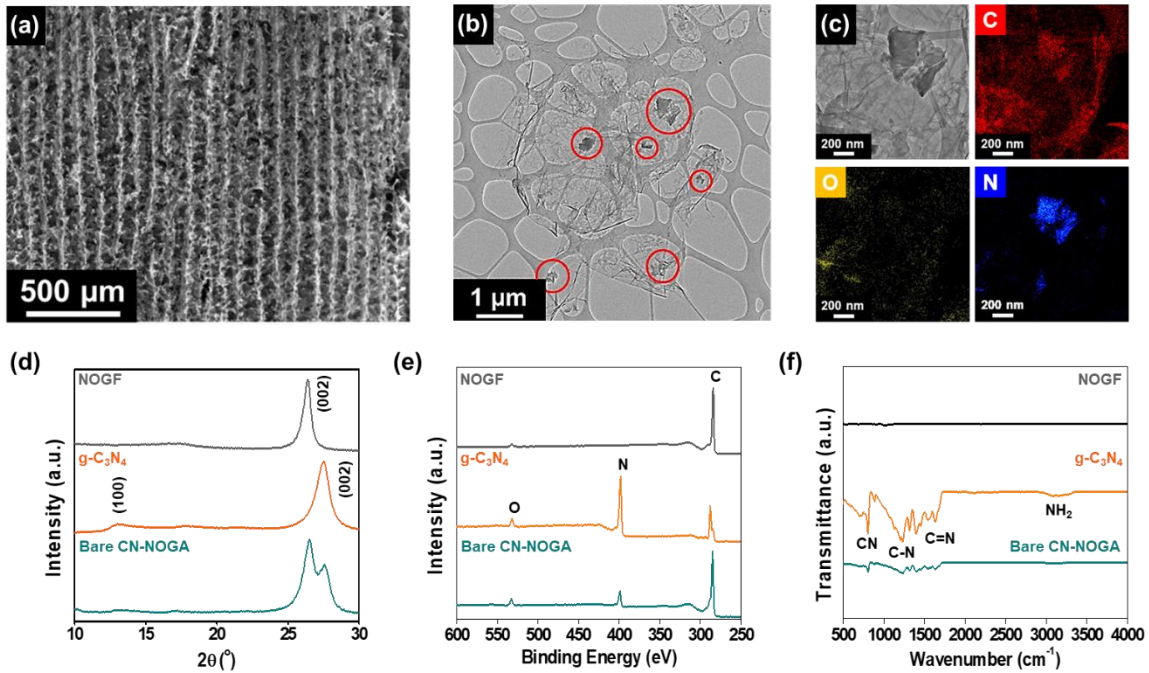 (a)
500 μm
(b)
1 μm
(c)
200 nm
C
200 nm
O
200 nm
N
200 nm
(d)
Intensity (a.u.)
NOGF
(002)
g-C₃N₄
(100)
(002)
Bare CN-NOGA
10 15 20 25 30
2θ (°)
(e)
Intensity (a.u.)
NOGF
C
g-C₃N₄
N
O
Bare CN-NOGA
600 550 500 450 400 350 300 250
Binding Energy (eV)
(f)
Transmittance (a.u.)
NOGF
g-C₃N₄
NH₂
CN
C-N
C=N
Bare CN-NOGA
500 1000 1500 2000 2500 3000 3500 4000
Wavenumber (cm⁻¹)